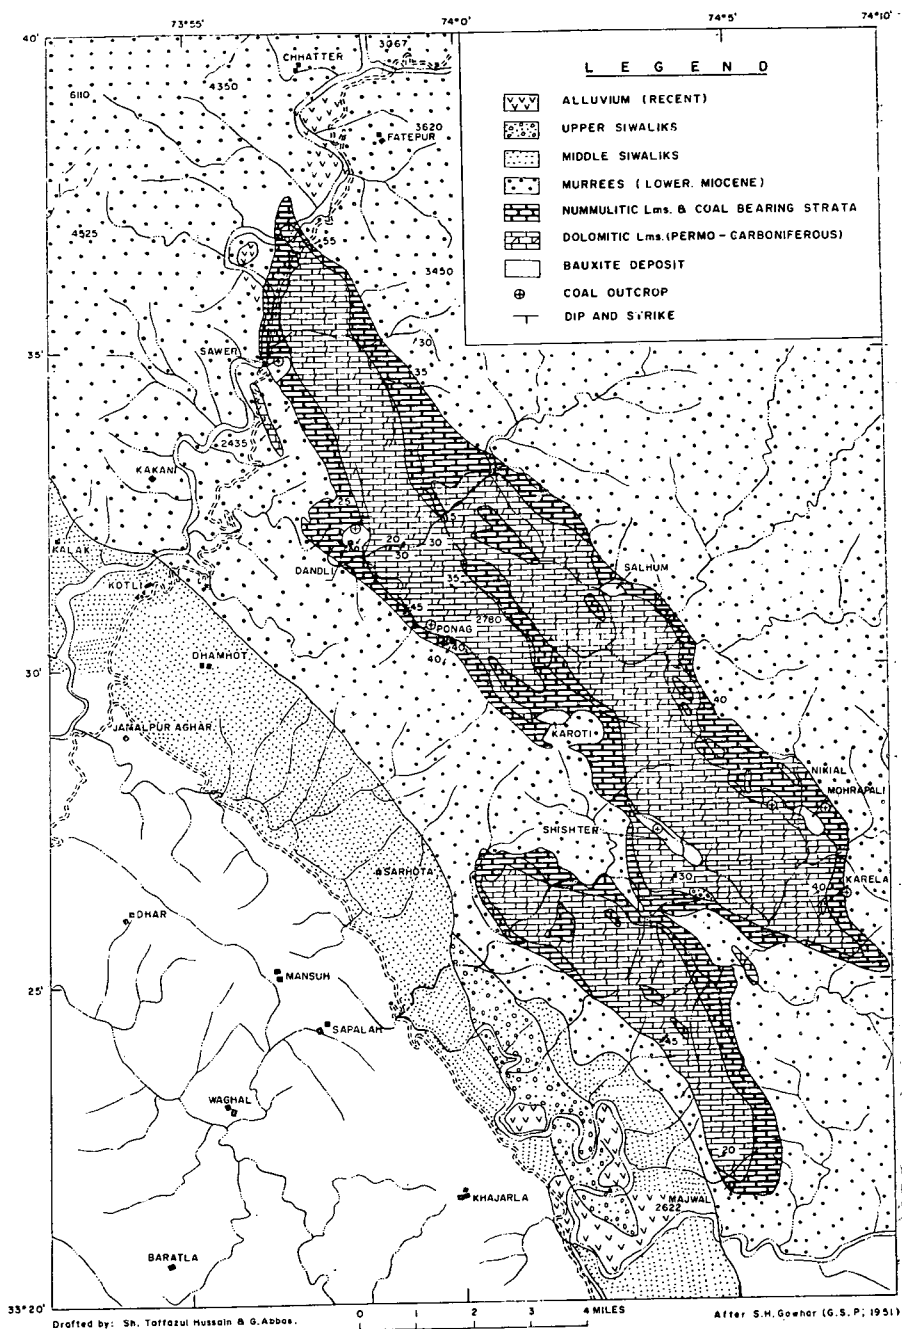 73°55' 74°0' 74°5' 74°10'
40'
3067
CHHATTER
4350
6110
3620
FATEPUR
LEGEND
ALLUVIUM (RECENT)
UPPER SIWALIKS
MIDDLE SIWALIKS
MURREES (LOWER. MIOCENE)
NUMMULITIC Lms. & COAL BEARING STRATA
DOLOMITIC Lms. (PERMO-CARBONIFEROUS)
BAUXITE DEPOSIT
COAL OUTCROP
DIP AND STRIKE
4525
55
3450
30
35'
SAWER
35
2435
KAKANI
25
15
20
30
30
KALAK
DANDLI
SALHUM
KOTLI
35
45
PONAG
2780
40
40
DHAMHOT
30'
40
JAMALPUR AGHAR
KAROTI
NIKIAL
MOHRAPALI
SHISHTER
SARHOTA
30
40
KARELA
DHAR
MANSUH
25'
SAPALAH
45
WAGHAL
20
KHAJARLA
MAJWAL
2622
BARATLA
33°20'
0 1 2 3 4 MILES
Drafted by: Sh. Taffazul Hussain & G. Abbas.
After S.H. Gowhar (G.S.P; 1951)